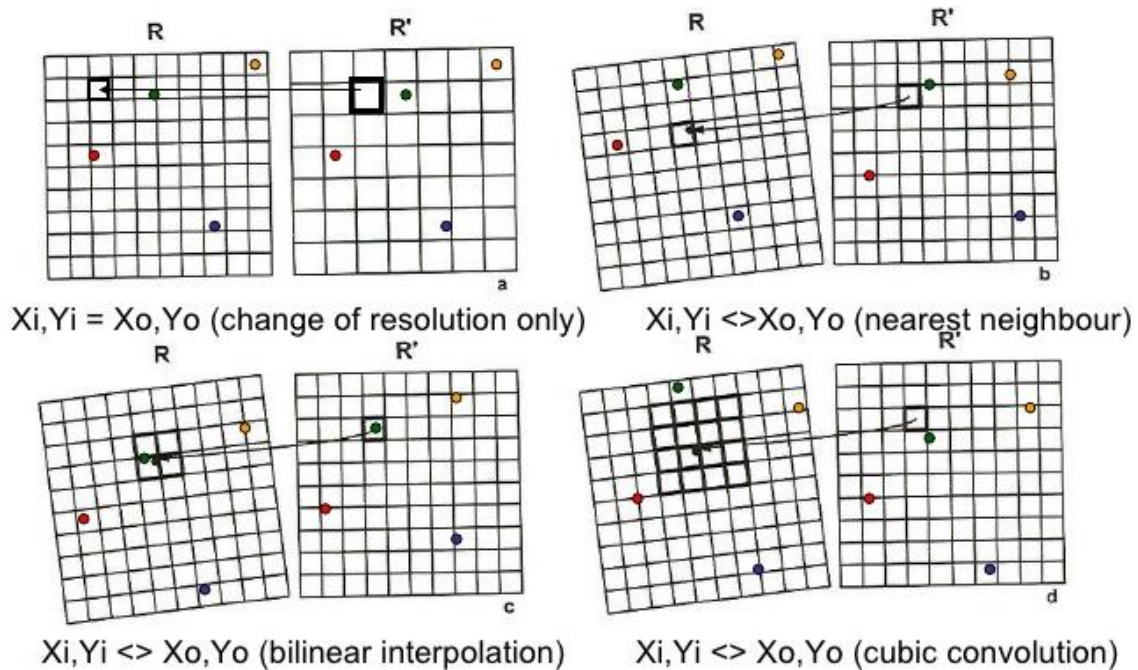 R R' R R'
a b
Xi,Yi = Xo,Yo (change of resolution only) Xi,Yi <>Xo,Yo (nearest neighbour)
R R' R R'
c d
Xi,Yi <> Xo,Yo (bilinear interpolation) Xi,Yi <> Xo,Yo (cubic convolution)